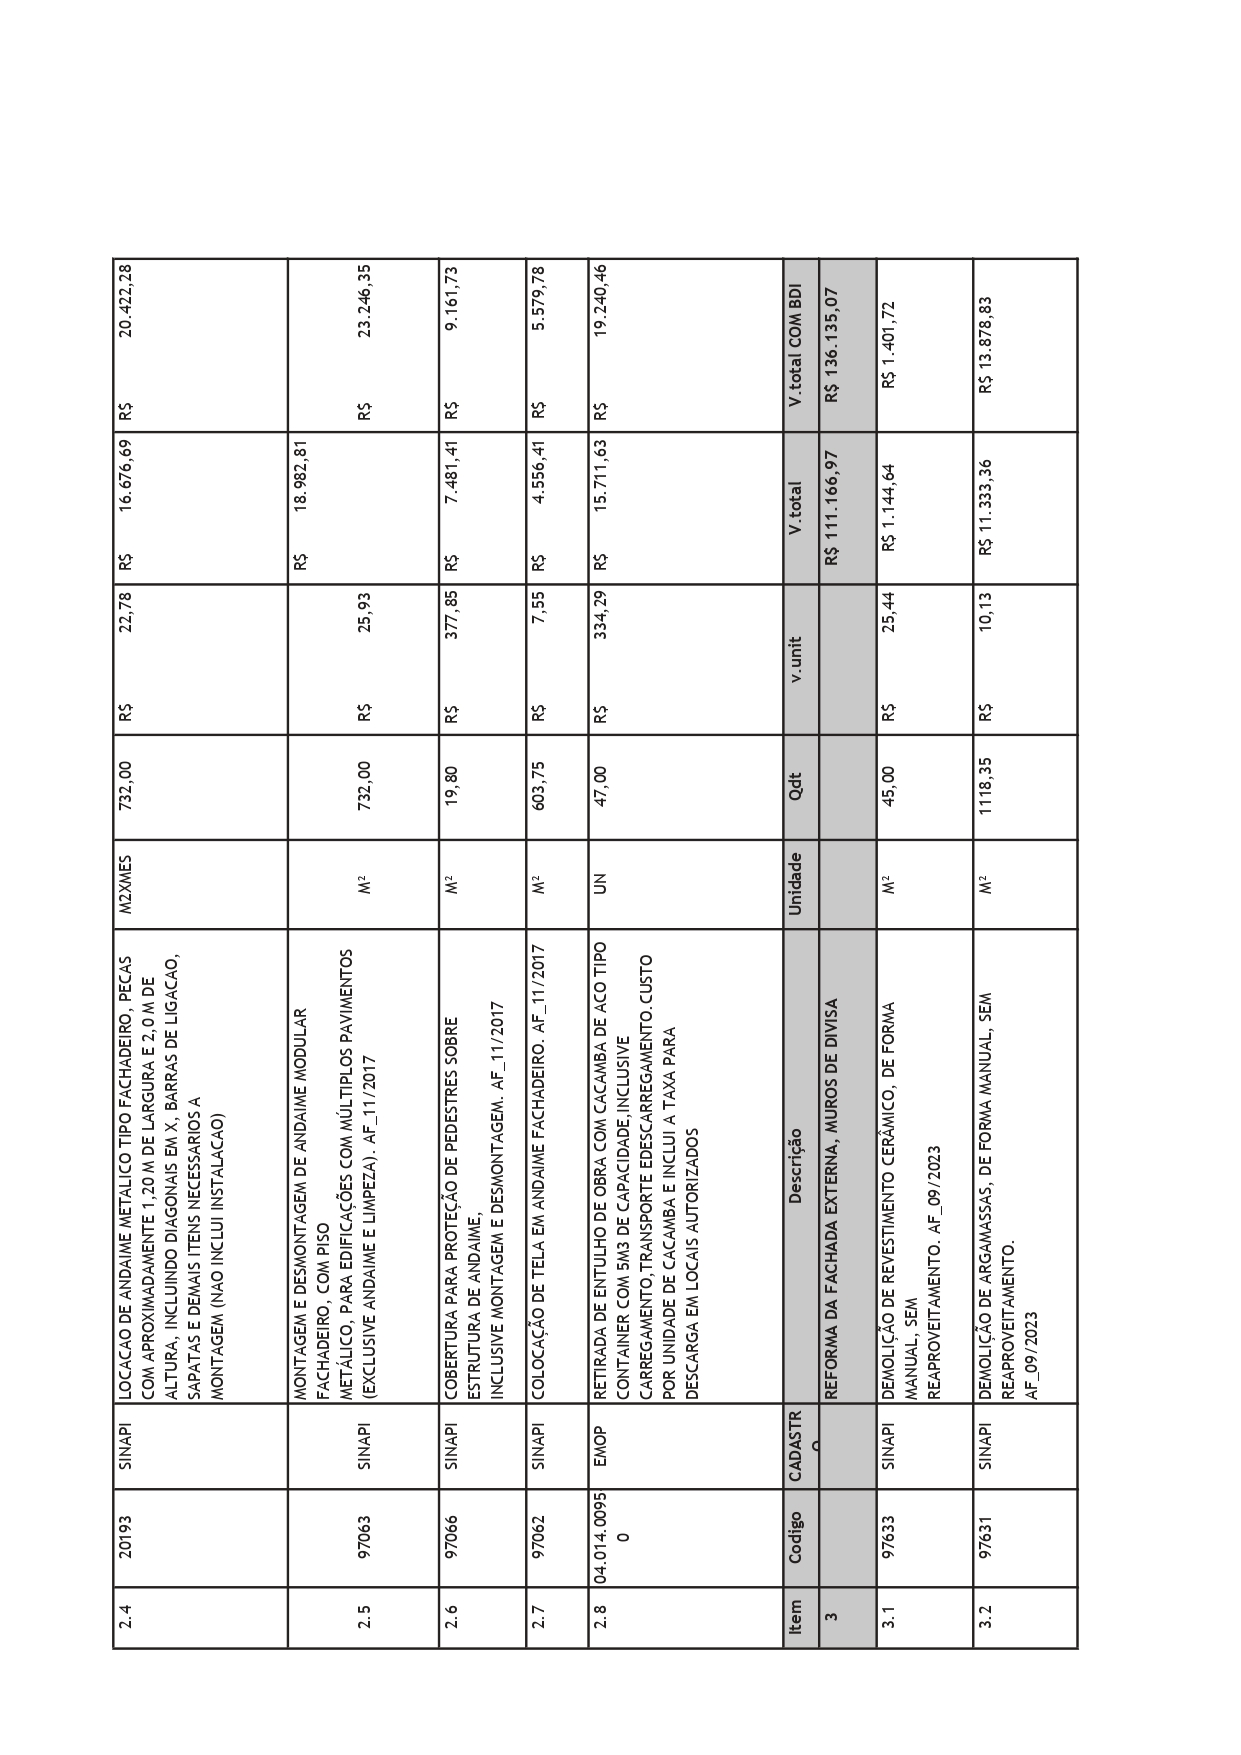 2.4 20193 SINAPI LOCACAO DE ANDAIME METALICO TIPO FACHADEIRO, PECAS M2XMES 732,00 R$ 22,78 R$ 16.676,69 R$ 20.422,28
COM APROXIMADAMENTE 1,20 M DE LARGURA E 2,0 M DE
ALTURA, INCLUINDO DIAGONAIS EM X, BARRAS DE LIGACAO,
SAPATAS E DEMAIS ITENS NECESSARIOS A
MONTAGEM (NAO INCLUI INSTALACAO)
MONTAGEM E DESMONTAGEM DE ANDAIME MODULAR R$ 18.982,81
FACHADEIRO, COM PISO
2.5 97063 SINAPI METÁLICO, PARA EDIFICAÇÕES COM MÚLTIPLOS PAVIMENTOS M² 732,00 R$ 25,93 R$ 23.246,35
(EXCLUSIVE ANDAIME E LIMPEZA). AF_11/2017
2.6 97066 SINAPI COBERTURA PARA PROTEÇÃO DE PEDESTRES SOBRE M² 19,80 R$ 377,85 R$ 7.481,41 R$ 9.161,73
ESTRUTURA DE ANDAIME,
INCLUSIVE MONTAGEM E DESMONTAGEM. AF_11/2017
2.7 97062 SINAPI COLOCAÇÃO DE TELA EM ANDAIME FACHADEIRO. AF_11/2017 M² 603,75 R$ 7,55 R$ 4.556,41 R$ 5.579,78
2.8 04.014.0095 EMOP RETIRADA DE ENTULHO DE OBRA COM CACAMBA DE ACO TIPO UN 47,00 R$ 334,29 R$ 15.711,63 R$ 19.240,46
0 CONTAINER COM 5M3 DE CAPACIDADE,INCLUSIVE
CARREGAMENTO,TRANSPORTE EDESCARREGAMENTO.CUSTO
POR UNIDADE DE CACAMBA E INCLUI A TAXA PARA
DESCARGA EM LOCAIS AUTORIZADOS
Item Codigo CADASTR Descrição Unidade Qdt v.unit V.total V.total COM BDI
3 REFORMA DA FACHADA EXTERNA, MUROS DE DIVISA R$ 111.166,97 R$ 136.135,07
3.1 97633 SINAPI DEMOLIÇÃO DE REVESTIMENTO CERÂMICO, DE FORMA M² 45,00 R$ 25,44 R$ 1.144,64 R$ 1.401,72
MANUAL, SEM
REAPROVEITAMENTO. AF_09/2023
3.2 97631 SINAPI DEMOLIÇÃO DE ARGAMASSAS, DE FORMA MANUAL, SEM M² 1118,35 R$ 10,13 R$ 11.333,36 R$ 13.878,83
REAPROVEITAMENTO.
AF_09/2023